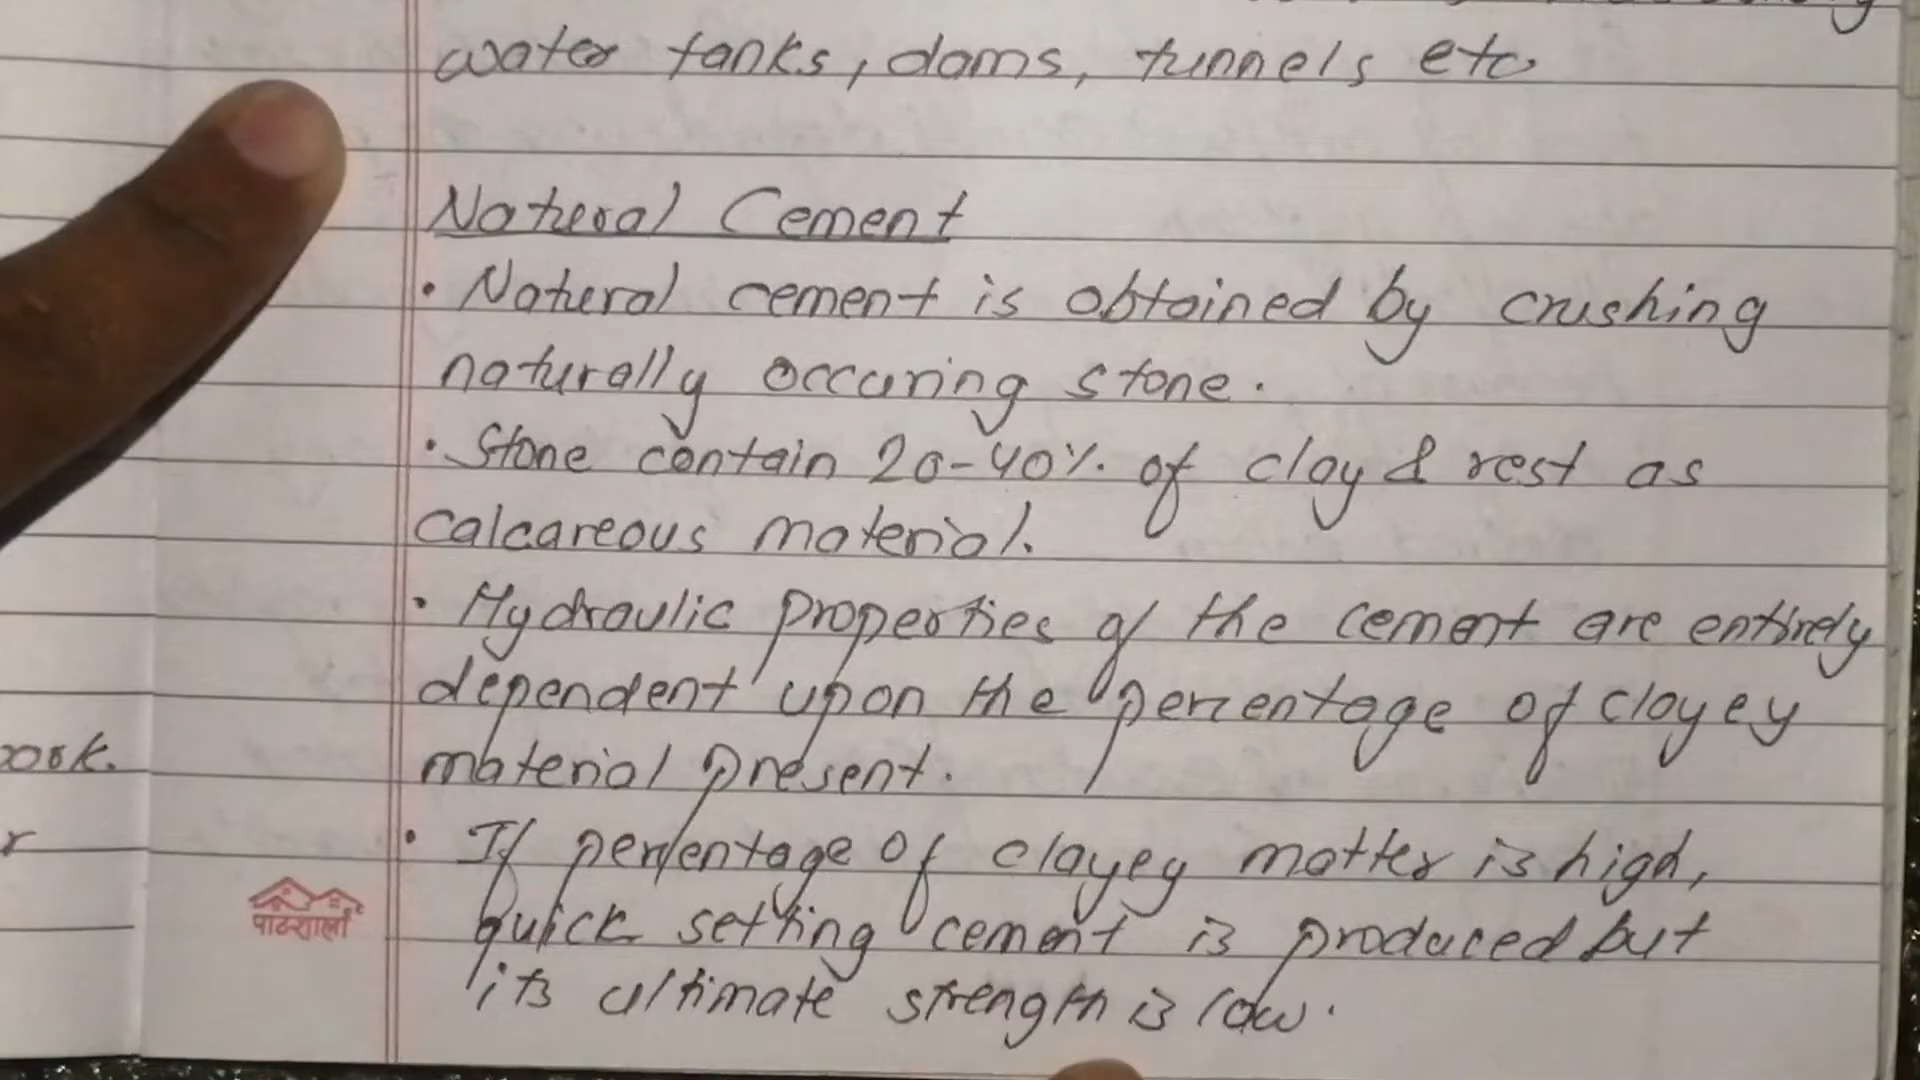 water tanks, dams, tunnels etc.
Natural Cement
• Natural cement is obtained by crushing
naturally occuring stone.
• Stone contain 20-40% of clay & rest as
calcareous material.
• Hydraulic properties of the cement are entirely
dependent upon the percentage of clayey
material present.
• If percentage of clayey matter is high,
quick setting cement is produced but
its ultimate strength is low.
r
पाठशाला